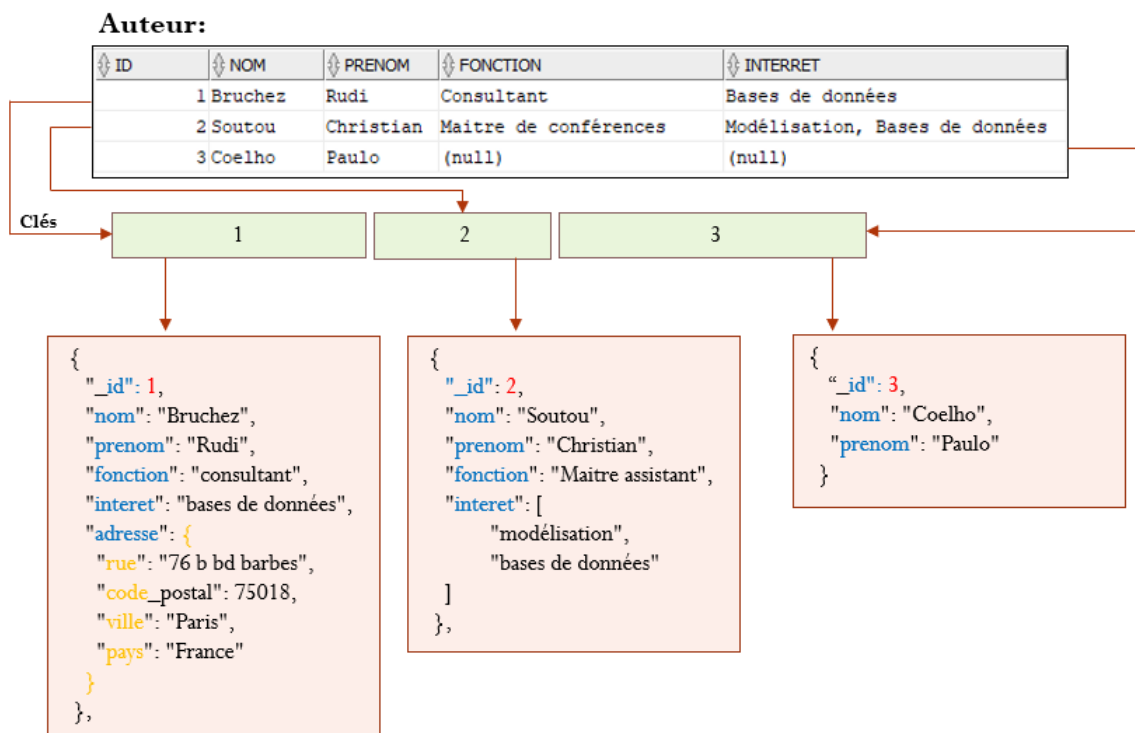 Auteur:
ID NOM PRENOM FONCTION INTERRET
1 Bruchez Rudi Consultant Bases de données
2 Soutou Christian Maitre de conférences Modélisation, Bases de données
3 Coelho Paulo (null) (null)
Clés
1 2 3
{
"_id": 1,
"nom": "Bruchez",
"prenom": "Rudi",
"fonction": "consultant",
"interet": "bases de données",
"adresse": {
"rue": "76 b bd barbes",
"code_postal": 75018,
"ville": "Paris",
"pays": "France"
}
},
{
"_id": 2,
"nom": "Soutou",
"prenom": "Christian",
"fonction": "Maitre assistant",
"interet": [
"modélisation",
"bases de données"
]
},
{
“_id": 3,
"nom": "Coelho",
"prenom": "Paulo"
}